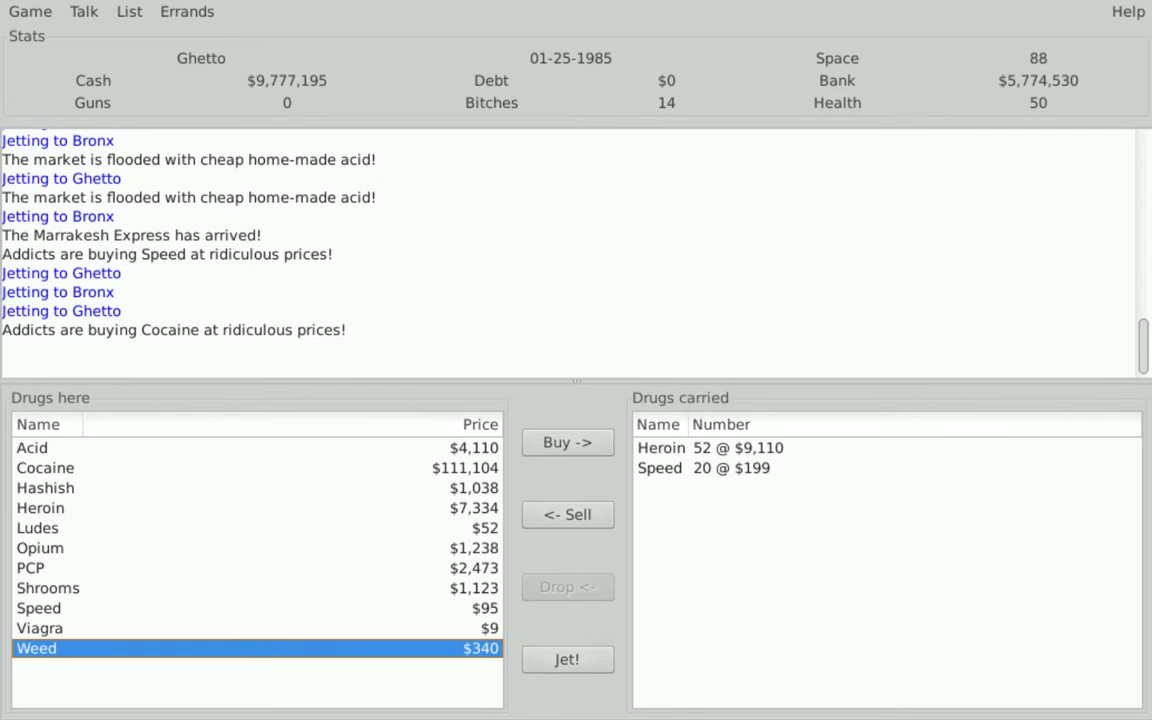 Game Talk List Errands Help
Stats
Ghetto 01-25-1985 Space 88
Cash $9,777,195 Debt $0 Bank $5,774,530
Guns 0 Bitches 14 Health 50
Jetting to Bronx
The market is flooded with cheap home-made acid!
Jetting to Ghetto
The market is flooded with cheap home-made acid!
Jetting to Bronx
The Marrakesh Express has arrived!
Addicts are buying Speed at ridiculous prices!
Jetting to Ghetto
Jetting to Bronx
Jetting to Ghetto
Addicts are buying Cocaine at ridiculous prices!
Drugs here
Name Price
Acid $4,110
Cocaine $111,104
Hashish $1,038
Heroin $7,334
Ludes $52
Opium $1,238
PCP $2,473
Shrooms $1,123
Speed $95
Viagra $9
Weed $340
Buy ->
<- Sell
Drop <-
Jet!
Drugs carried
Name Number
Heroin 52 @ $9,110
Speed 20 @ $199